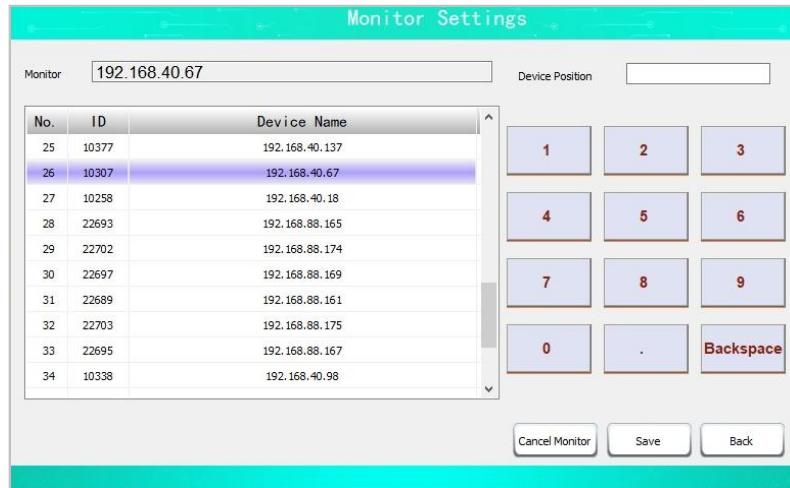 Monitor Settings
Monitor 192.168.40.67 Device Position
No. ID Device Name
25 10377 192.168.40.137
26 10307 192.168.40.67
27 10258 192.168.40.18
28 22693 192.168.88.165
29 22702 192.168.88.174
30 22697 192.168.88.169
31 22689 192.168.88.161
32 22703 192.168.88.175
33 22695 192.168.88.167
34 10338 192.168.40.98
1 2 3
4 5 6
7 8 9
0 . Backspace
Cancel Monitor Save Back